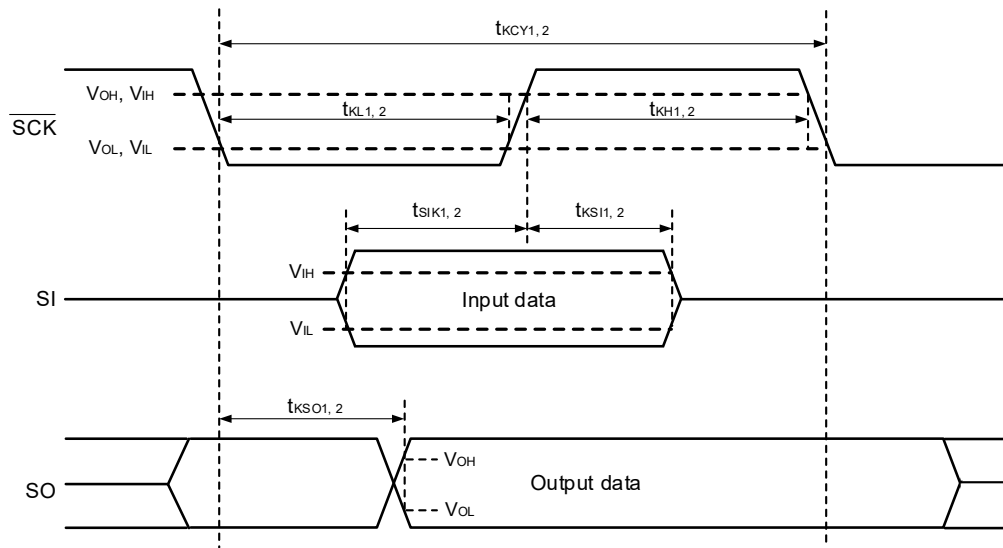 tKCY1, 2
VOH, VIH
tKL1, 2
tKH1, 2
SCK
VOL, VIL
tSIK1, 2
tKSI1, 2
VIH
SI
Input data
VIL
tKSO1, 2
VOH
SO
Output data
VOL